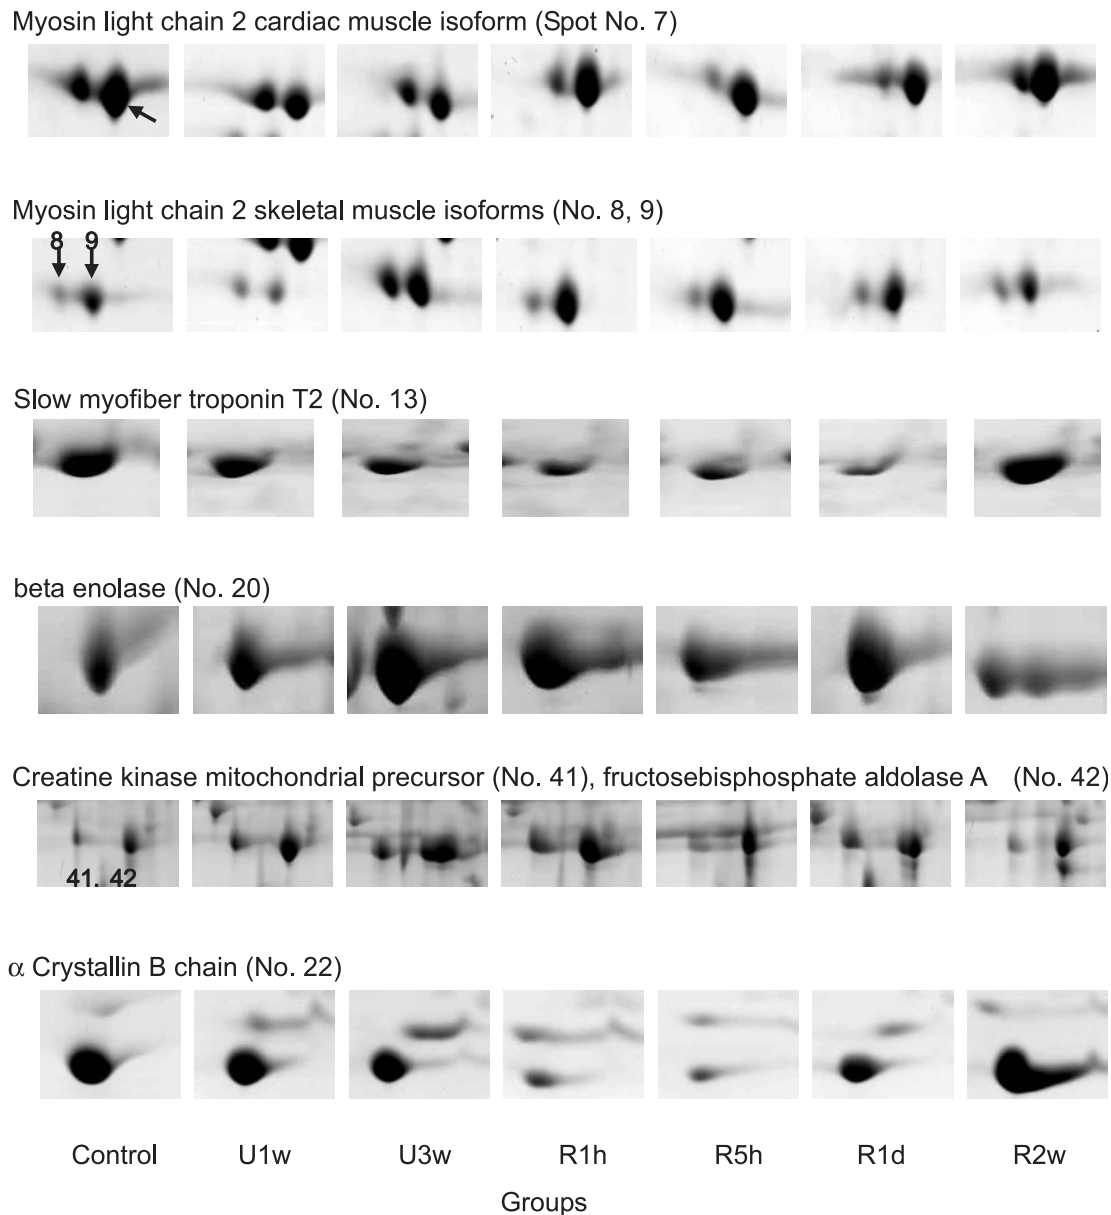 Myosin light chain 2 cardiac muscle isoform (Spot No. 7)
Myosin light chain 2 skeletal muscle isoforms (No. 8, 9)
8 9
Slow myofiber troponin T2 (No. 13)
beta enolase (No. 20)
Creatine kinase mitochondrial precursor (No. 41), fructosebisphosphate aldolase A (No. 42)
41. 42
α Crystallin B chain (No. 22)
Control U1w U3w R1h R5h R1d R2w
Groups